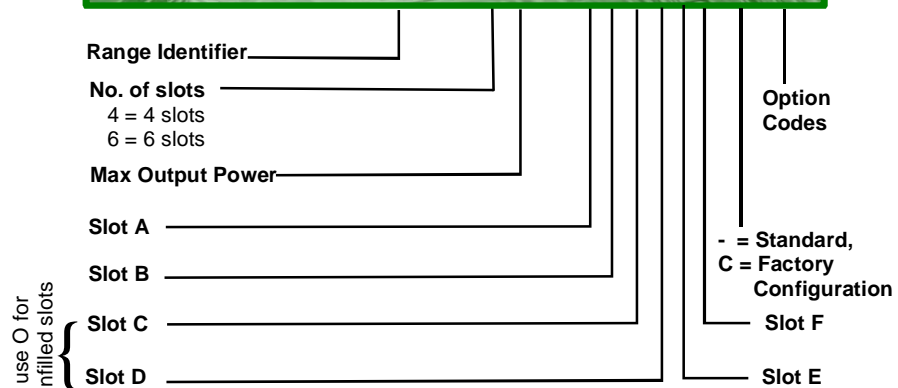 Range Identifier
No. of slots
4 = 4 slots
6 = 6 slots
Max Output Power
Slot A
Slot B
Slot C
Slot D
use O for
nfilled slots
Option
Codes
- = Standard,
C = Factory
Configuration
Slot F
Slot E